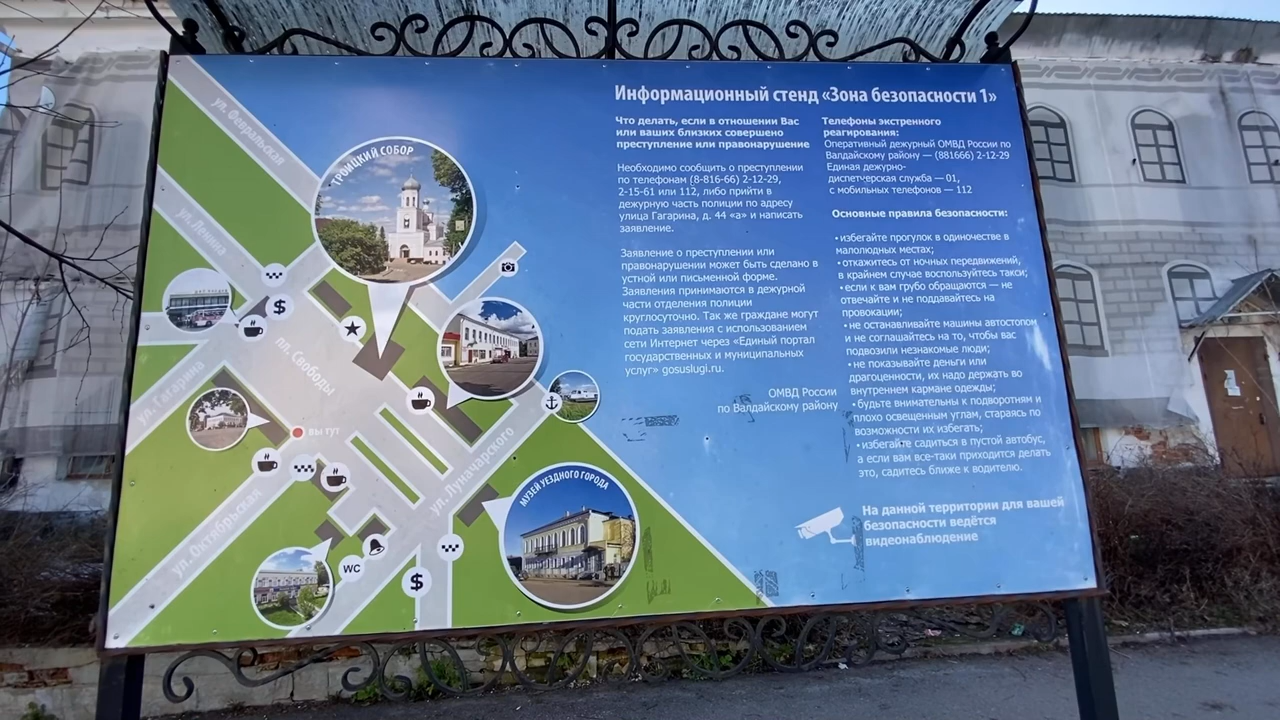 Информационный стенд «Зона безопасности 1»
Что делать, если в отношении Вас
или ваших близких совершено
преступление или правонарушение
Необходимо сообщить о преступлении
по телефонам (8-816-66) 2-12-29,
2-15-61 или 112, либо прийти в
дежурную часть полиции по адресу
улица Гагарина, д. 44 «а» и написать
заявление.
Заявление о преступлении или
правонарушении может быть сделано в
устной или письменной форме.
Заявления принимаются в дежурной
части отделения полиции
круглосуточно. Так же граждане могут
подать заявления с использованием
сети Интернет через «Единый портал
государственных и муниципальных
услуг» gosuslugi.ru.
ОМВД России
по Валдайскому району
Телефоны экстренного
реагирования:
Оперативный дежурный ОМВД России по
Валдайскому району — (881666) 2-12-29
Единая дежурно-
диспетчерская служба — 01,
с мобильных телефонов — 112
Основные правила безопасности:
• избегайте прогулок в одиночестве в
малолюдных местах;
• откажитесь от ночных передвижений,
в крайнем случае воспользуйтесь такси;
• если к вам грубо обращаются — не
отвечайте и не поддавайтесь на
провокации;
• не останавливайте машины автостопом
и не соглашайтесь на то, чтобы вас
подвозили незнакомые люди;
• не показывайте деньги или
драгоценности, их надо держать во
внутреннем кармане одежды;
• будьте внимательны к подворотням и
плохо освещенным углам, стараясь по
возможности их избегать;
• избегайте садиться в пустой автобус,
а если вам все-таки приходится делать
это, садитесь ближе к водителю.
На данной территории для вашей
безопасности ведётся
видеонаблюдение
ул. Февральская
ТРОИЦКИЙ СОБОР
ул. Ленина
$
пл. Свободы
ул. Гагарина
вы тут
ул. Луначарского
ул. Октябрьская
МУЗЕЙ УЕЗДНОГО ГОРОДА
WC
$